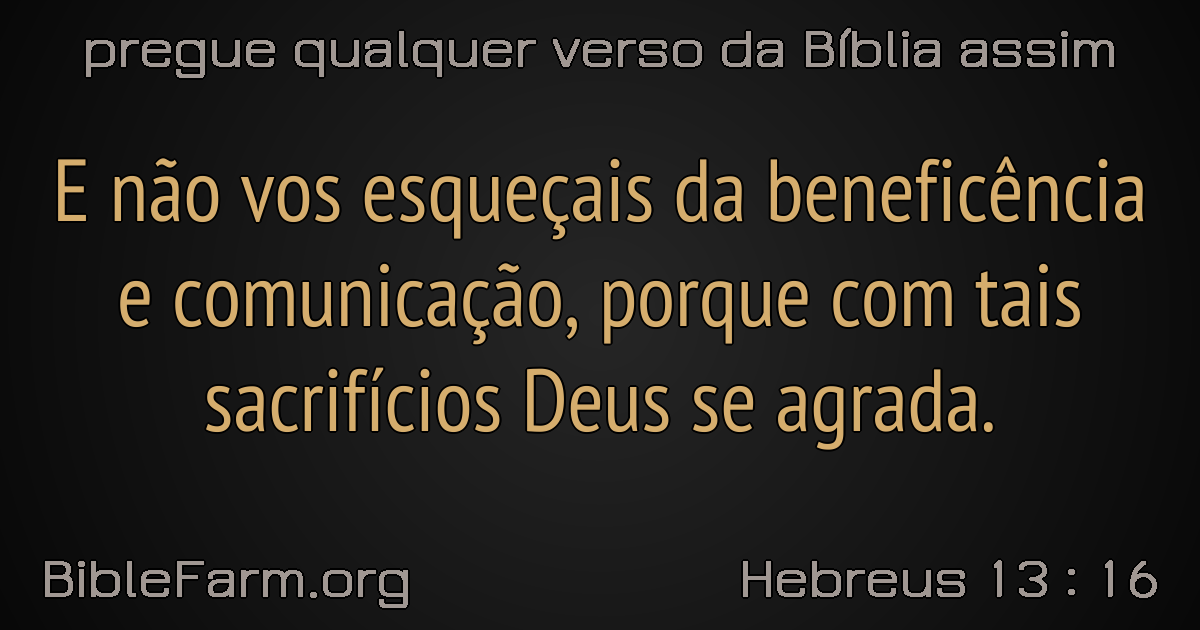 pregue qualquer verso da Bíblia assim
E não vos esqueçais da beneficência
e comunicação, porque com tais
sacrifícios Deus se agrada.
BibleFarm.org
Hebreus 13 : 16